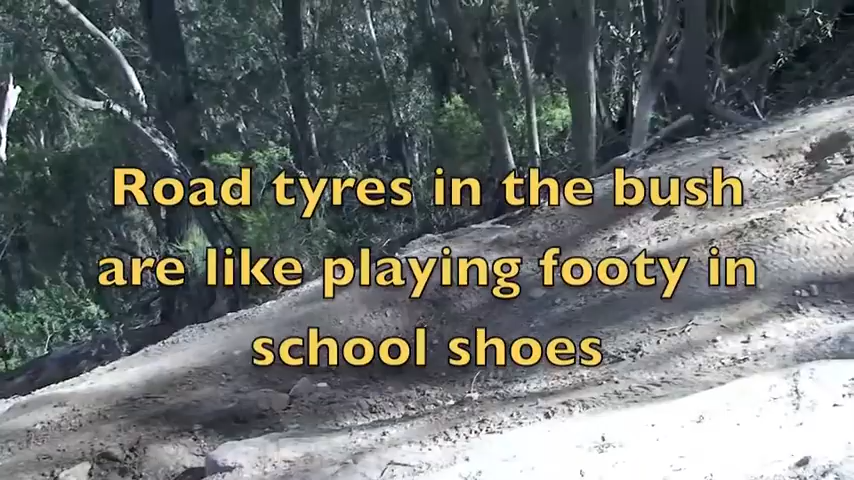 Road tyres in the bush
are like playing footy in
school shoes